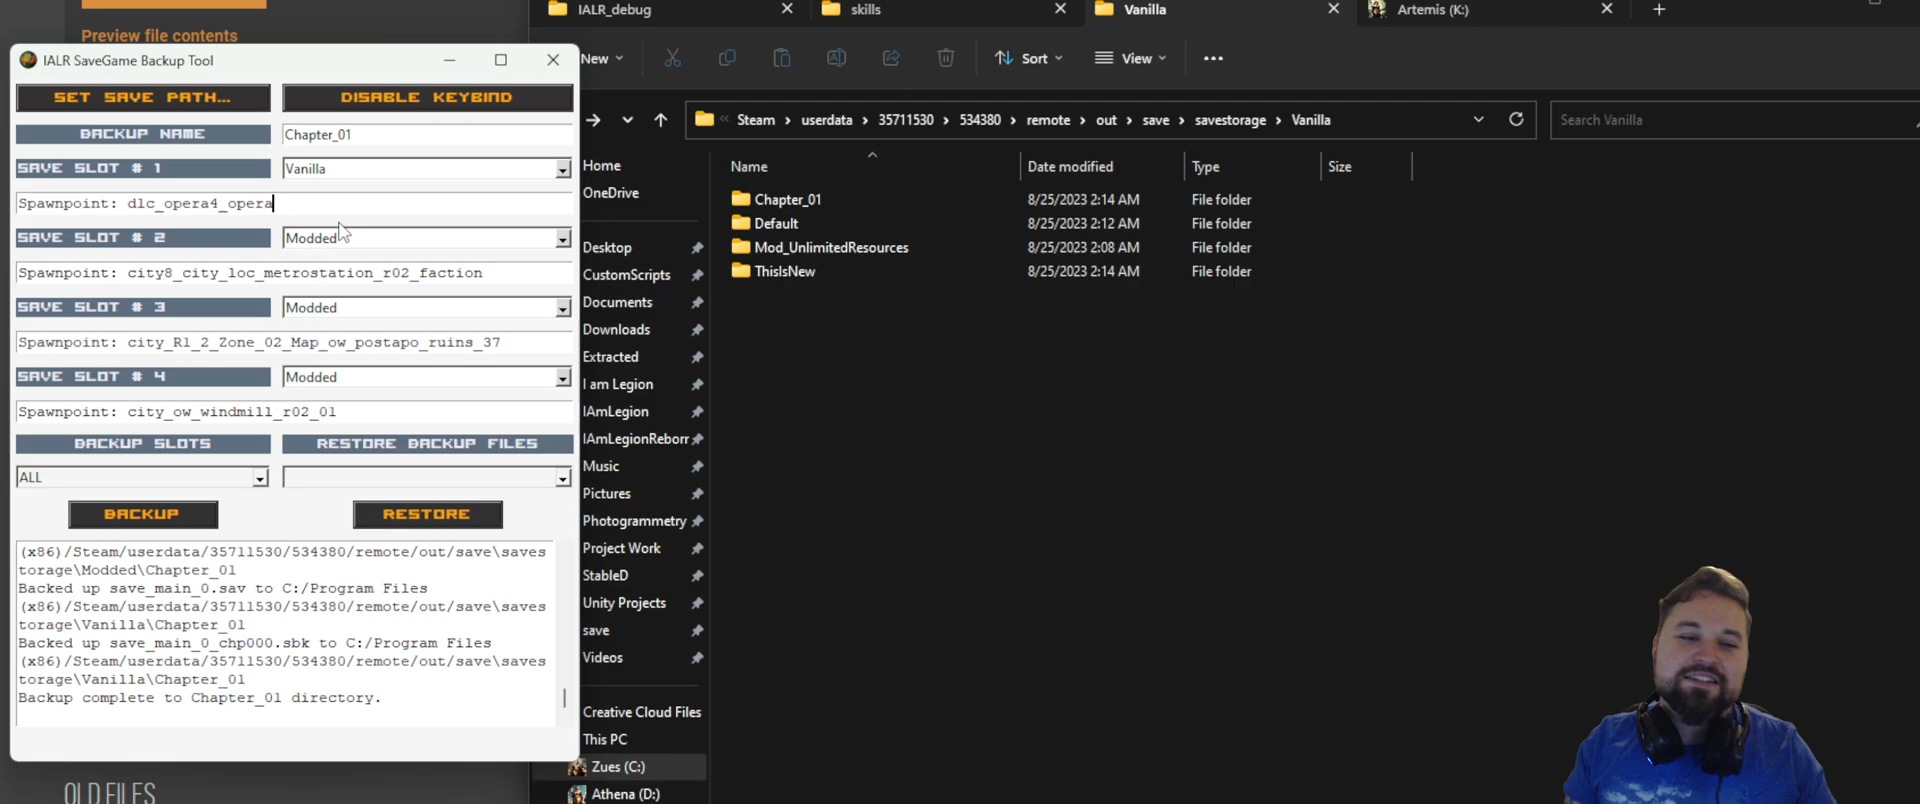 Preview file contents
IALR SaveGame Backup Tool
SET SAVE PATH...
DISABLE KEYBIND
BACKUP NAME
Chapter_01
SAVE SLOT # 1
Vanilla
Spawnpoint: dlc_opera4_opera
SAVE SLOT # 2
Modded
Spawnpoint: city8_city_loc_metrostation_r02_faction
SAVE SLOT # 3
Modded
Spawnpoint: city_R1_2_Zone_02_Map_ow_postapo_ruins_37
SAVE SLOT # 4
Modded
Spawnpoint: city_ow_windmill_r02_01
BACKUP SLOTS
RESTORE BACKUP FILES
ALL
BACKUP
RESTORE
(x86)/Steam/userdata/35711530/534380/remote/out/save\saves
torage\Modded\Chapter_01
Backed up save_main_0.sav to C:/Program Files
(x86)/Steam/userdata/35711530/534380/remote/out/save\saves
torage\Vanilla\Chapter_01
Backed up save_main_0_chp000.sbk to C:/Program Files
(x86)/Steam/userdata/35711530/534380/remote/out/save\saves
torage\Vanilla\Chapter_01
Backup complete to Chapter_01 directory.
OLD FILES
IALR_debug
skills
Vanilla
Artemis (K:)
New
Sort
View
Steam > userdata > 35711530 > 534380 > remote > out > save > savestorage > Vanilla
Search Vanilla
Home
OneDrive
Desktop
CustomScripts
Documents
Downloads
Extracted
I am Legion
IAmLegion
IAmLegionReborr
Music
Pictures
Photogrammetry
Project Work
StableD
Unity Projects
save
Videos
Creative Cloud Files
This PC
Zues (C:)
Athena (D:)
Name Date modified Type Size
Chapter_01 8/25/2023 2:14 AM File folder
Default 8/25/2023 2:12 AM File folder
Mod_UnlimitedResources 8/25/2023 2:08 AM File folder
ThisIsNew 8/25/2023 2:14 AM File folder